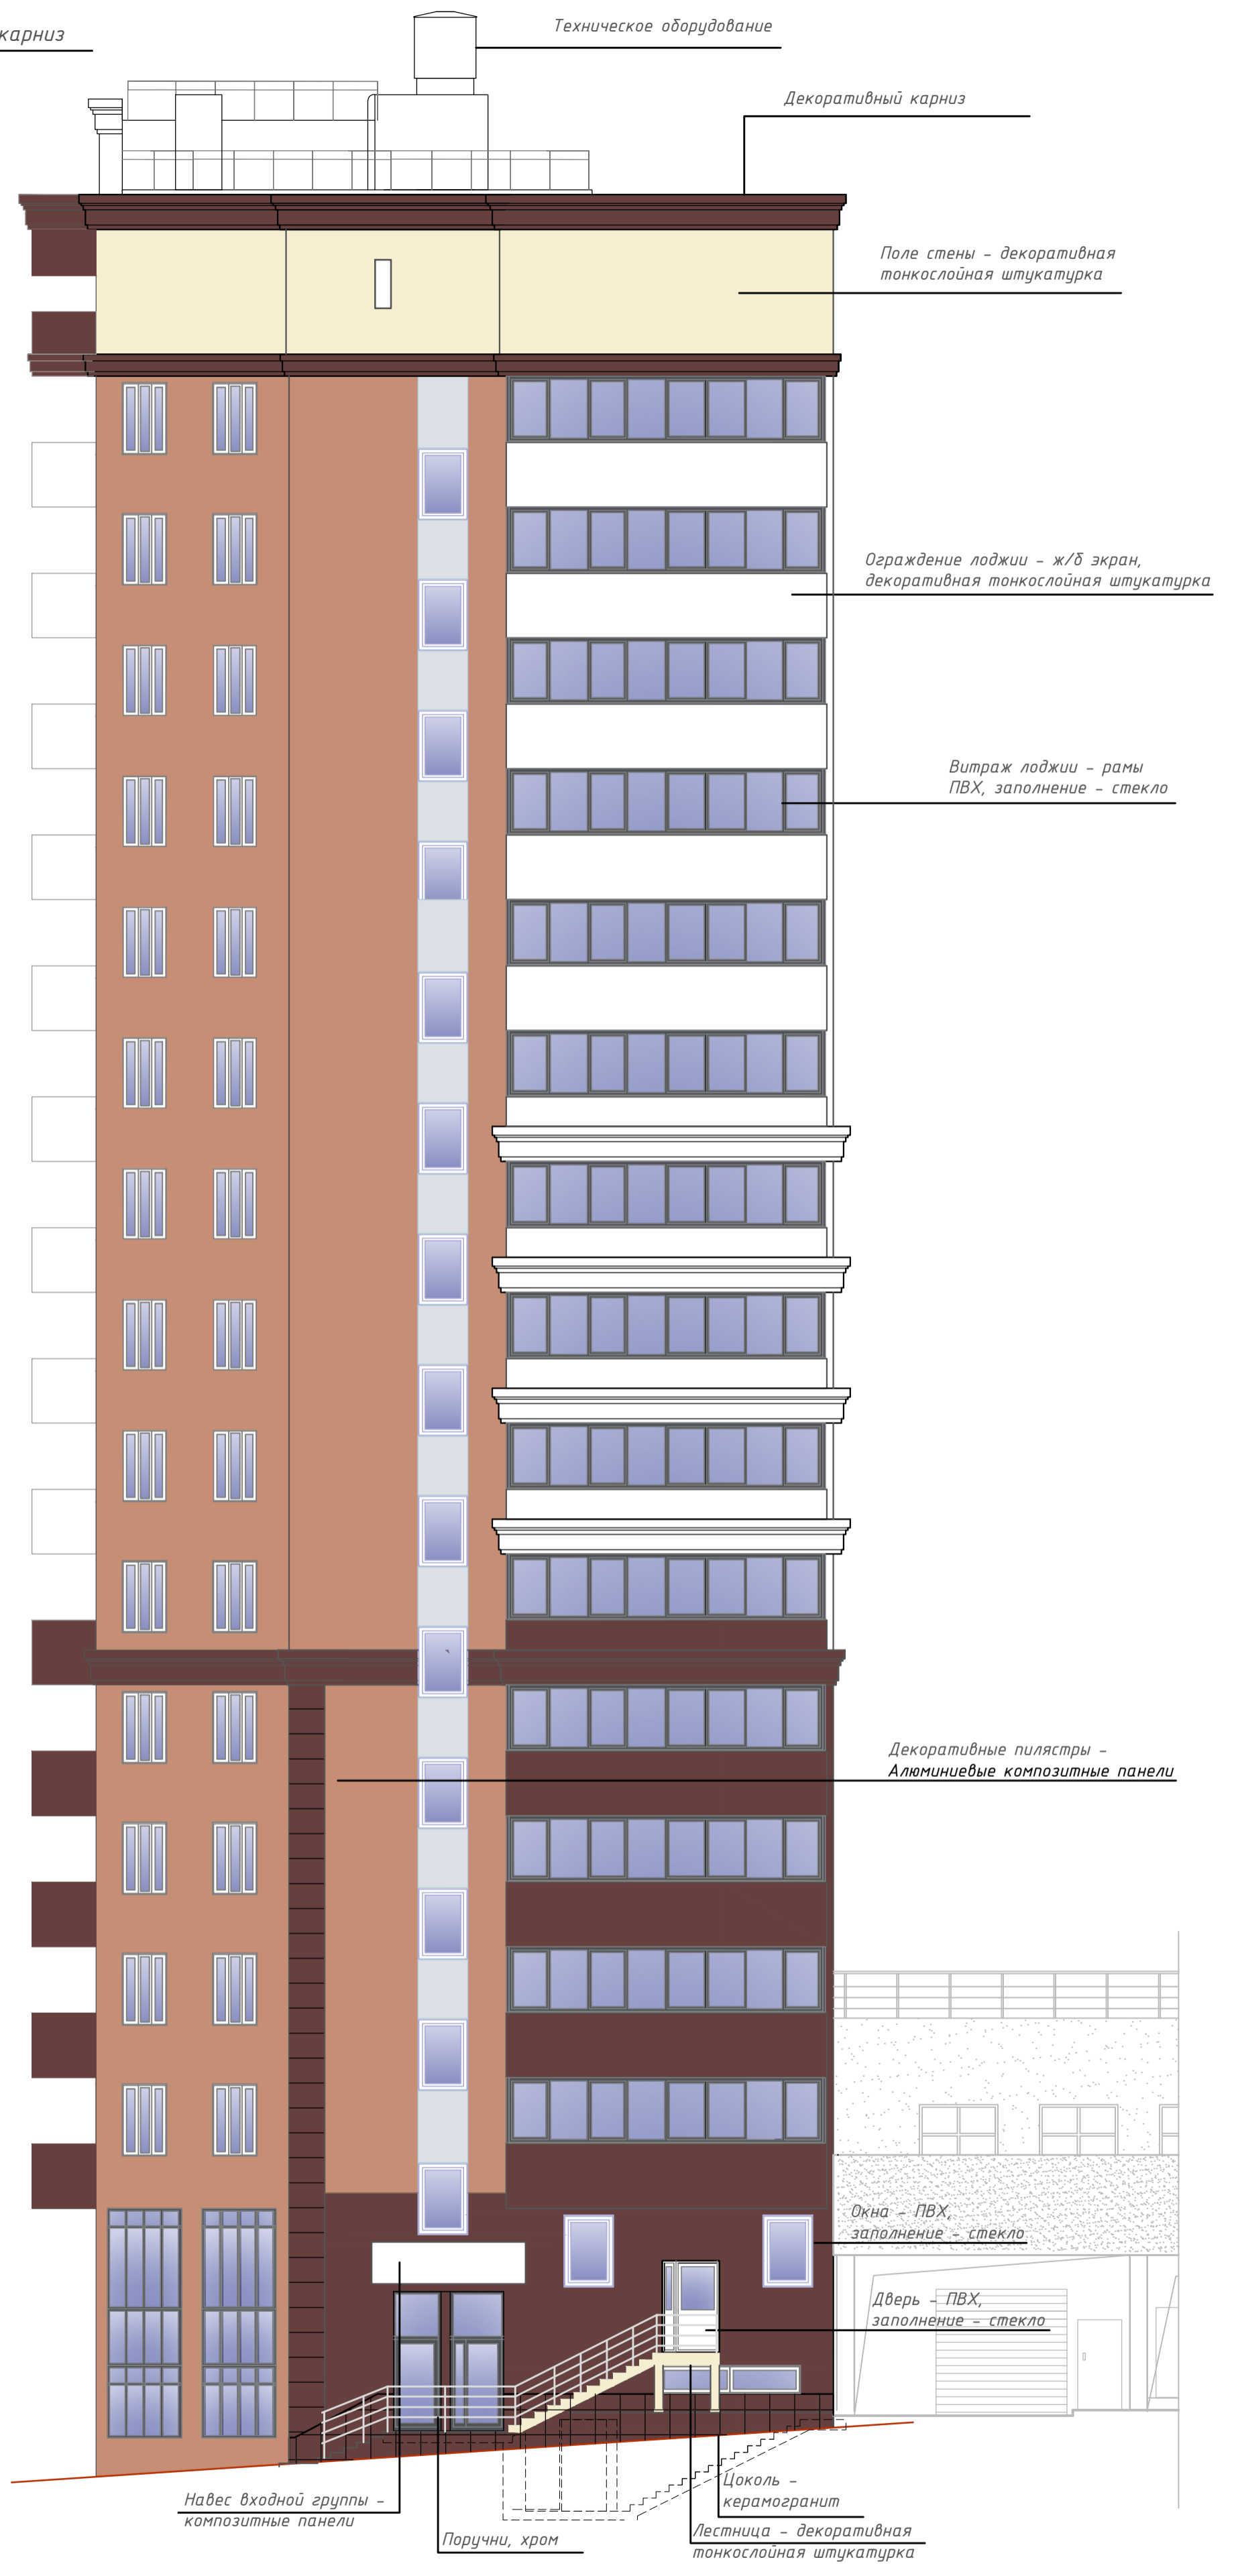 карниз
Техническое оборудование
Декоративный карниз
Поле стены - декоративная
тонкослойная штукатурка
Ограждение лоджии - ж/б экран,
декоративная тонкослойная штукатурка
Витраж лоджии - рамы
ПВХ, заполнение - стекло
Декоративные пилястры -
Алюминиевые композитные панели
Окна - ПВХ,
заполнение - стекло
Дверь - ПВХ,
заполнение - стекло
Цоколь -
керамогранит
Навес входной группы -
композитные панели
Лестница - декоративная
тонкослойная штукатурка
Поручни, хром